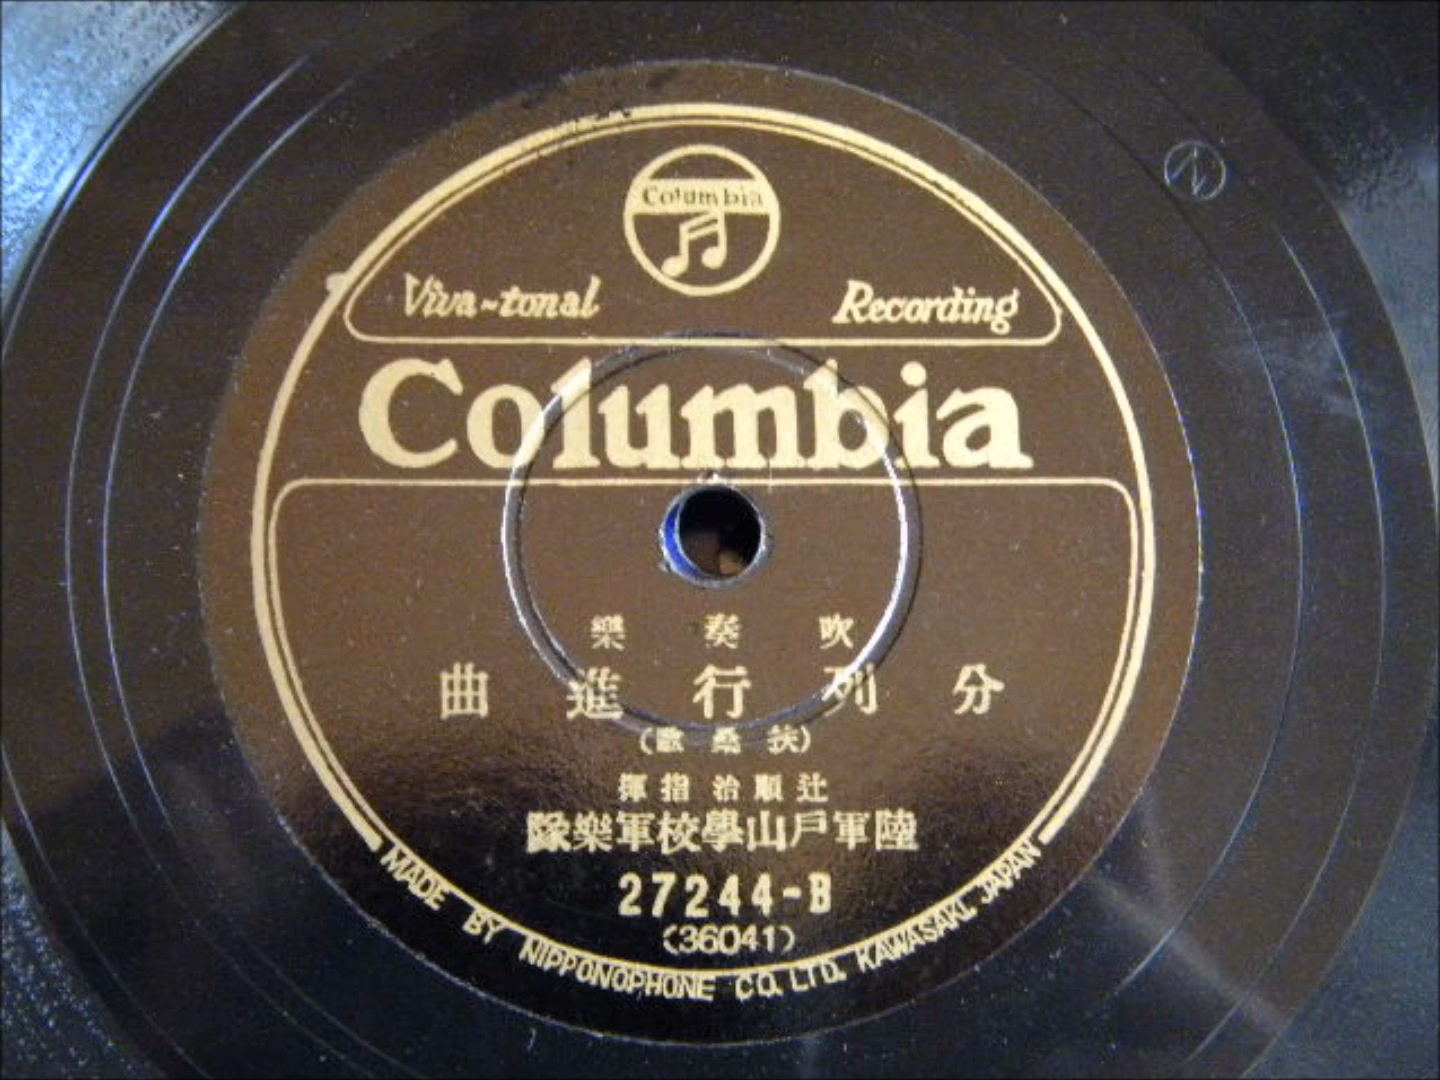 Columbia
Viva-tonal Recording
Columbia
吹奏樂
分列行進曲
(扶桑歌)
辻順治指揮
陸軍戶山學校軍樂隊
27244-B
(36041)
MADE BY NIPPONOPHONE CO. LTD. KAWASAKI, JAPAN
N